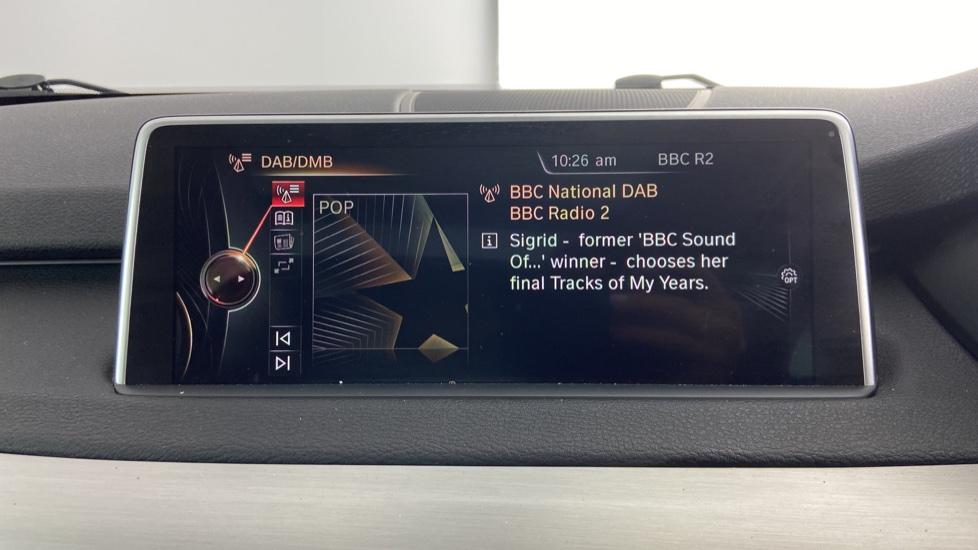 DAB/DMB
10:26 am
BBC R2
POP
BBC National DAB
BBC Radio 2
Sigrid - former 'BBC Sound
Of...' winner - chooses her
final Tracks of My Years.
OPT